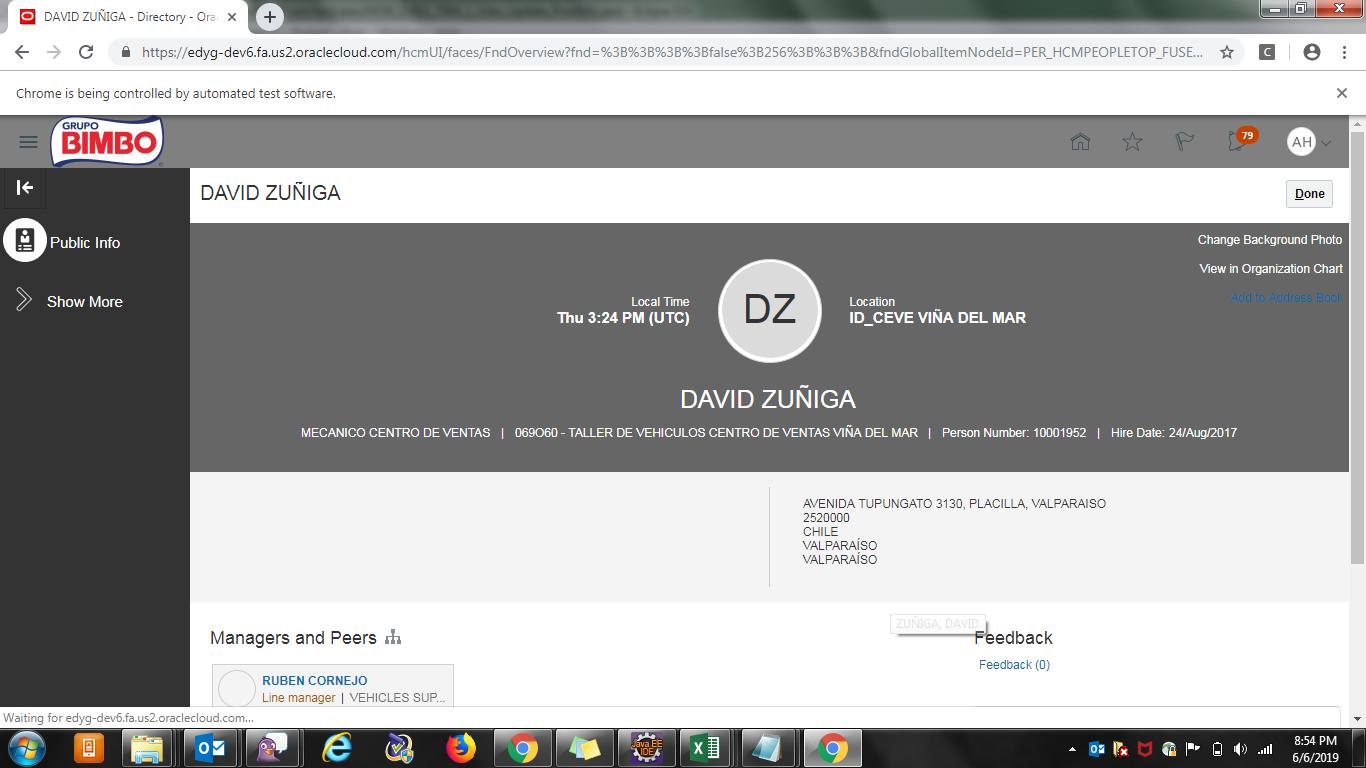 DAVID ZUÑIGA - Directory - Ora
https://edyg-dev6.fa.us2.oraclecloud.com/hcmUI/faces/FndOverview?fnd=%3B%3B%3B%3Bfalse%3B256%3B%3B%3B&fndGlobalItemNodeId=PER_HCMPEOPLETOP_FUSE...
C
Chrome is being controlled by automated test software.
GRUPO
BIMBO
79
AH
DAVID ZUÑIGA
Done
Public Info
Show More
Change Background Photo
View in Organization Chart
Add to Address Book
Local Time
Thu 3:24 PM (UTC)
DZ
Location
ID_CEVE VIÑA DEL MAR
DAVID ZUÑIGA
MECANICO CENTRO DE VENTAS | 069O60 - TALLER DE VEHICULOS CENTRO DE VENTAS VIÑA DEL MAR | Person Number: 10001952 | Hire Date: 24/Aug/2017
AVENIDA TUPUNGATO 3130, PLACILLA, VALPARAISO
2520000
CHILE
VALPARAÍSO
VALPARAÍSO
Managers and Peers
ZUÑIGA, DAVID
Feedback
Feedback (0)
RUBEN CORNEJO
Line manager | VEHICLES SUP...
Waiting for edyg-dev6.fa.us2.oraclecloud.com...
Java EE
IDE
8:54 PM
6/6/2019